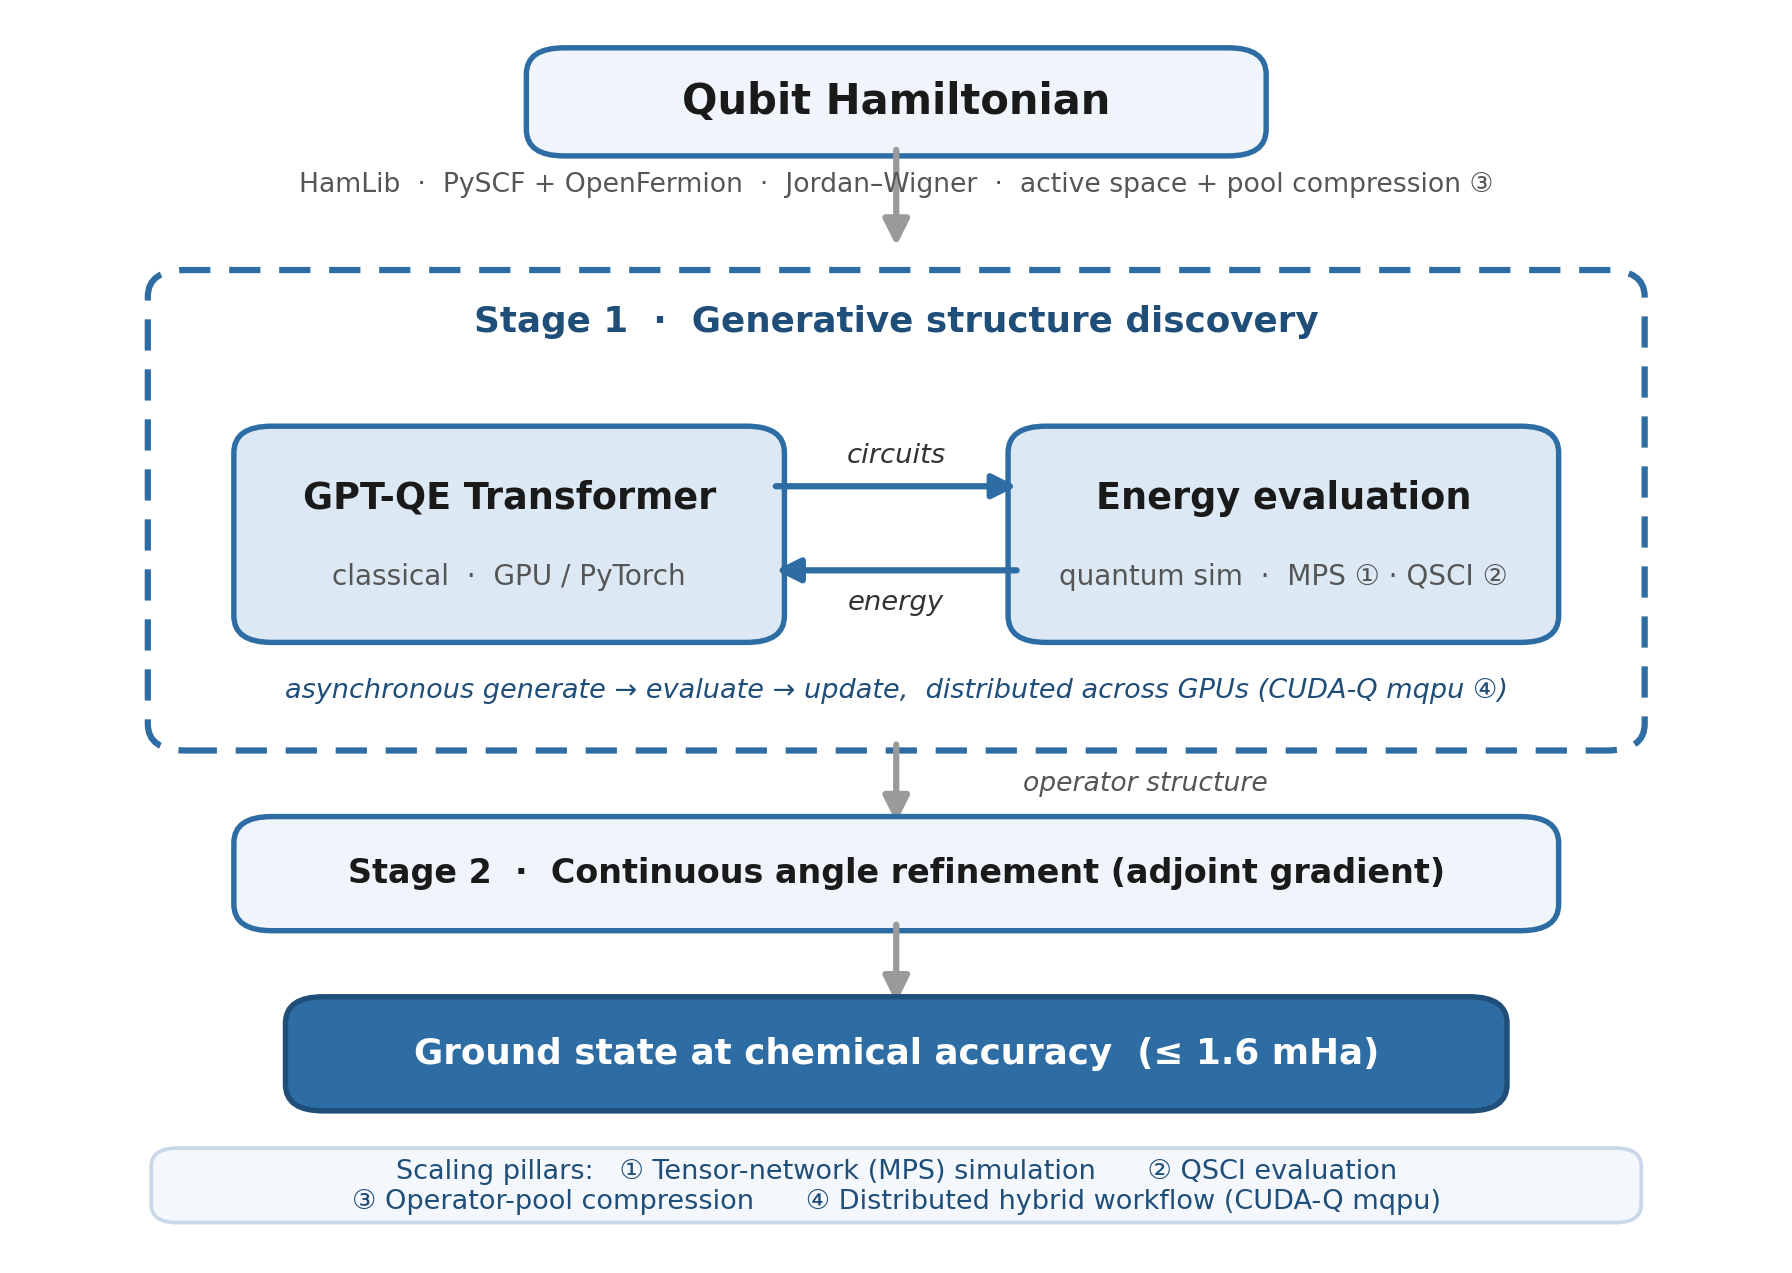 Qubit Hamiltonian
HamLib · PySCF + OpenFermion · Jordan–Wigner · active space + pool compression ③
Stage 1 · Generative structure discovery
circuits
GPT-QE Transformer
Energy evaluation
classical · GPU / PyTorch
quantum sim · MPS ① · QSCI ②
energy
asynchronous generate → evaluate → update, distributed across GPUs (CUDA-Q mqpu ④)
operator structure
Stage 2 · Continuous angle refinement (adjoint gradient)
Ground state at chemical accuracy (≤ 1.6 mHa)
Scaling pillars: ① Tensor-network (MPS) simulation ② QSCI evaluation
③ Operator-pool compression ④ Distributed hybrid workflow (CUDA-Q mqpu)